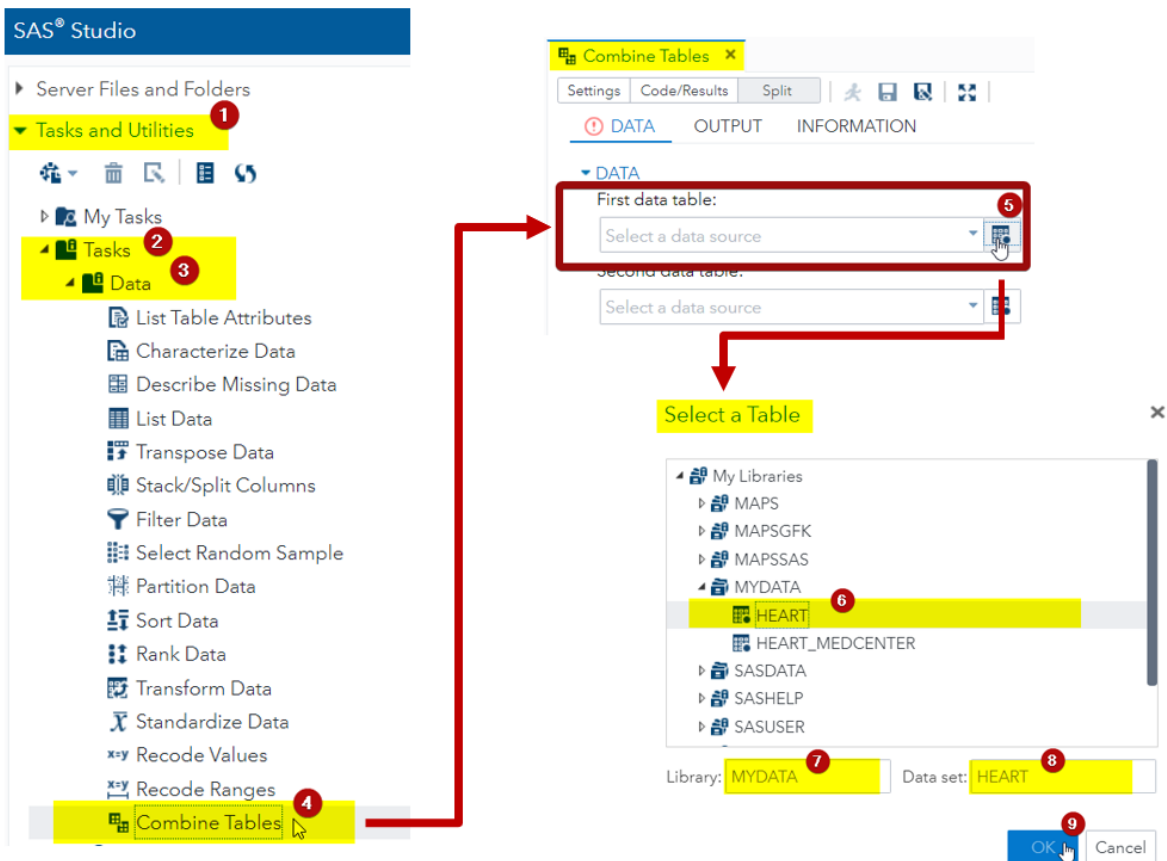 SAS® Studio
Server Files and Folders
1
Tasks and Utilities
My Tasks
2
Tasks
3
Data
List Table Attributes
Characterize Data
Describe Missing Data
List Data
Transpose Data
Stack/Split Columns
Filter Data
Select Random Sample
Partition Data
Sort Data
Rank Data
Transform Data
Standardize Data
Recode Values
Recode Ranges
4
Combine Tables
Combine Tables ×
Settings Code/Results Split
DATA OUTPUT INFORMATION
DATA
First data table:
5
Select a data source
Second data table:
Select a data source
Select a Table
My Libraries
MAPS
MAPSGFK
MAPSSAS
MYDATA
6
HEART
HEART_MEDCENTER
SASDATA
SASHELP
SASUSER
7 8
Library: MYDATA Data set: HEART
9
OK Cancel